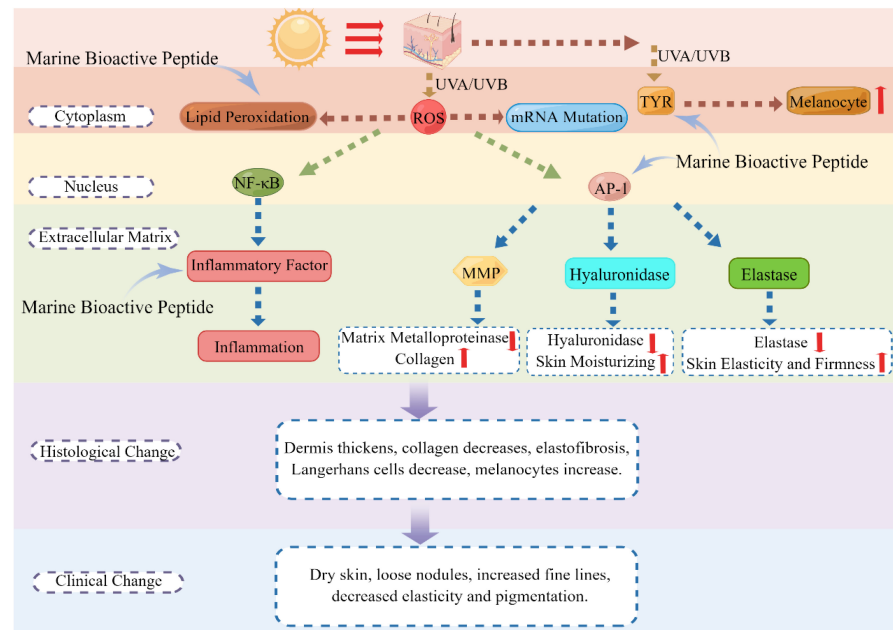 Marine Bioactive Peptide
UVA/UVB
UVA/UVB
Cytoplasm
Lipid Peroxidation
ROS
mRNA Mutation
TYR
Melanocyte
Marine Bioactive Peptide
Nucleus
NF-κB
AP-1
Extracellular Matrix
Inflammatory Factor
MMP
Hyaluronidase
Elastase
Marine Bioactive Peptide
Inflammation
Matrix Metalloproteinase
Collagen
Hyaluronidase
Skin Moisturizing
Elastase
Skin Elasticity and Firmness
Histological Change
Dermis thickens, collagen decreases, elastofibrosis,
Langerhans cells decrease, melanocytes increase.
Clinical Change
Dry skin, loose nodules, increased fine lines,
decreased elasticity and pigmentation.